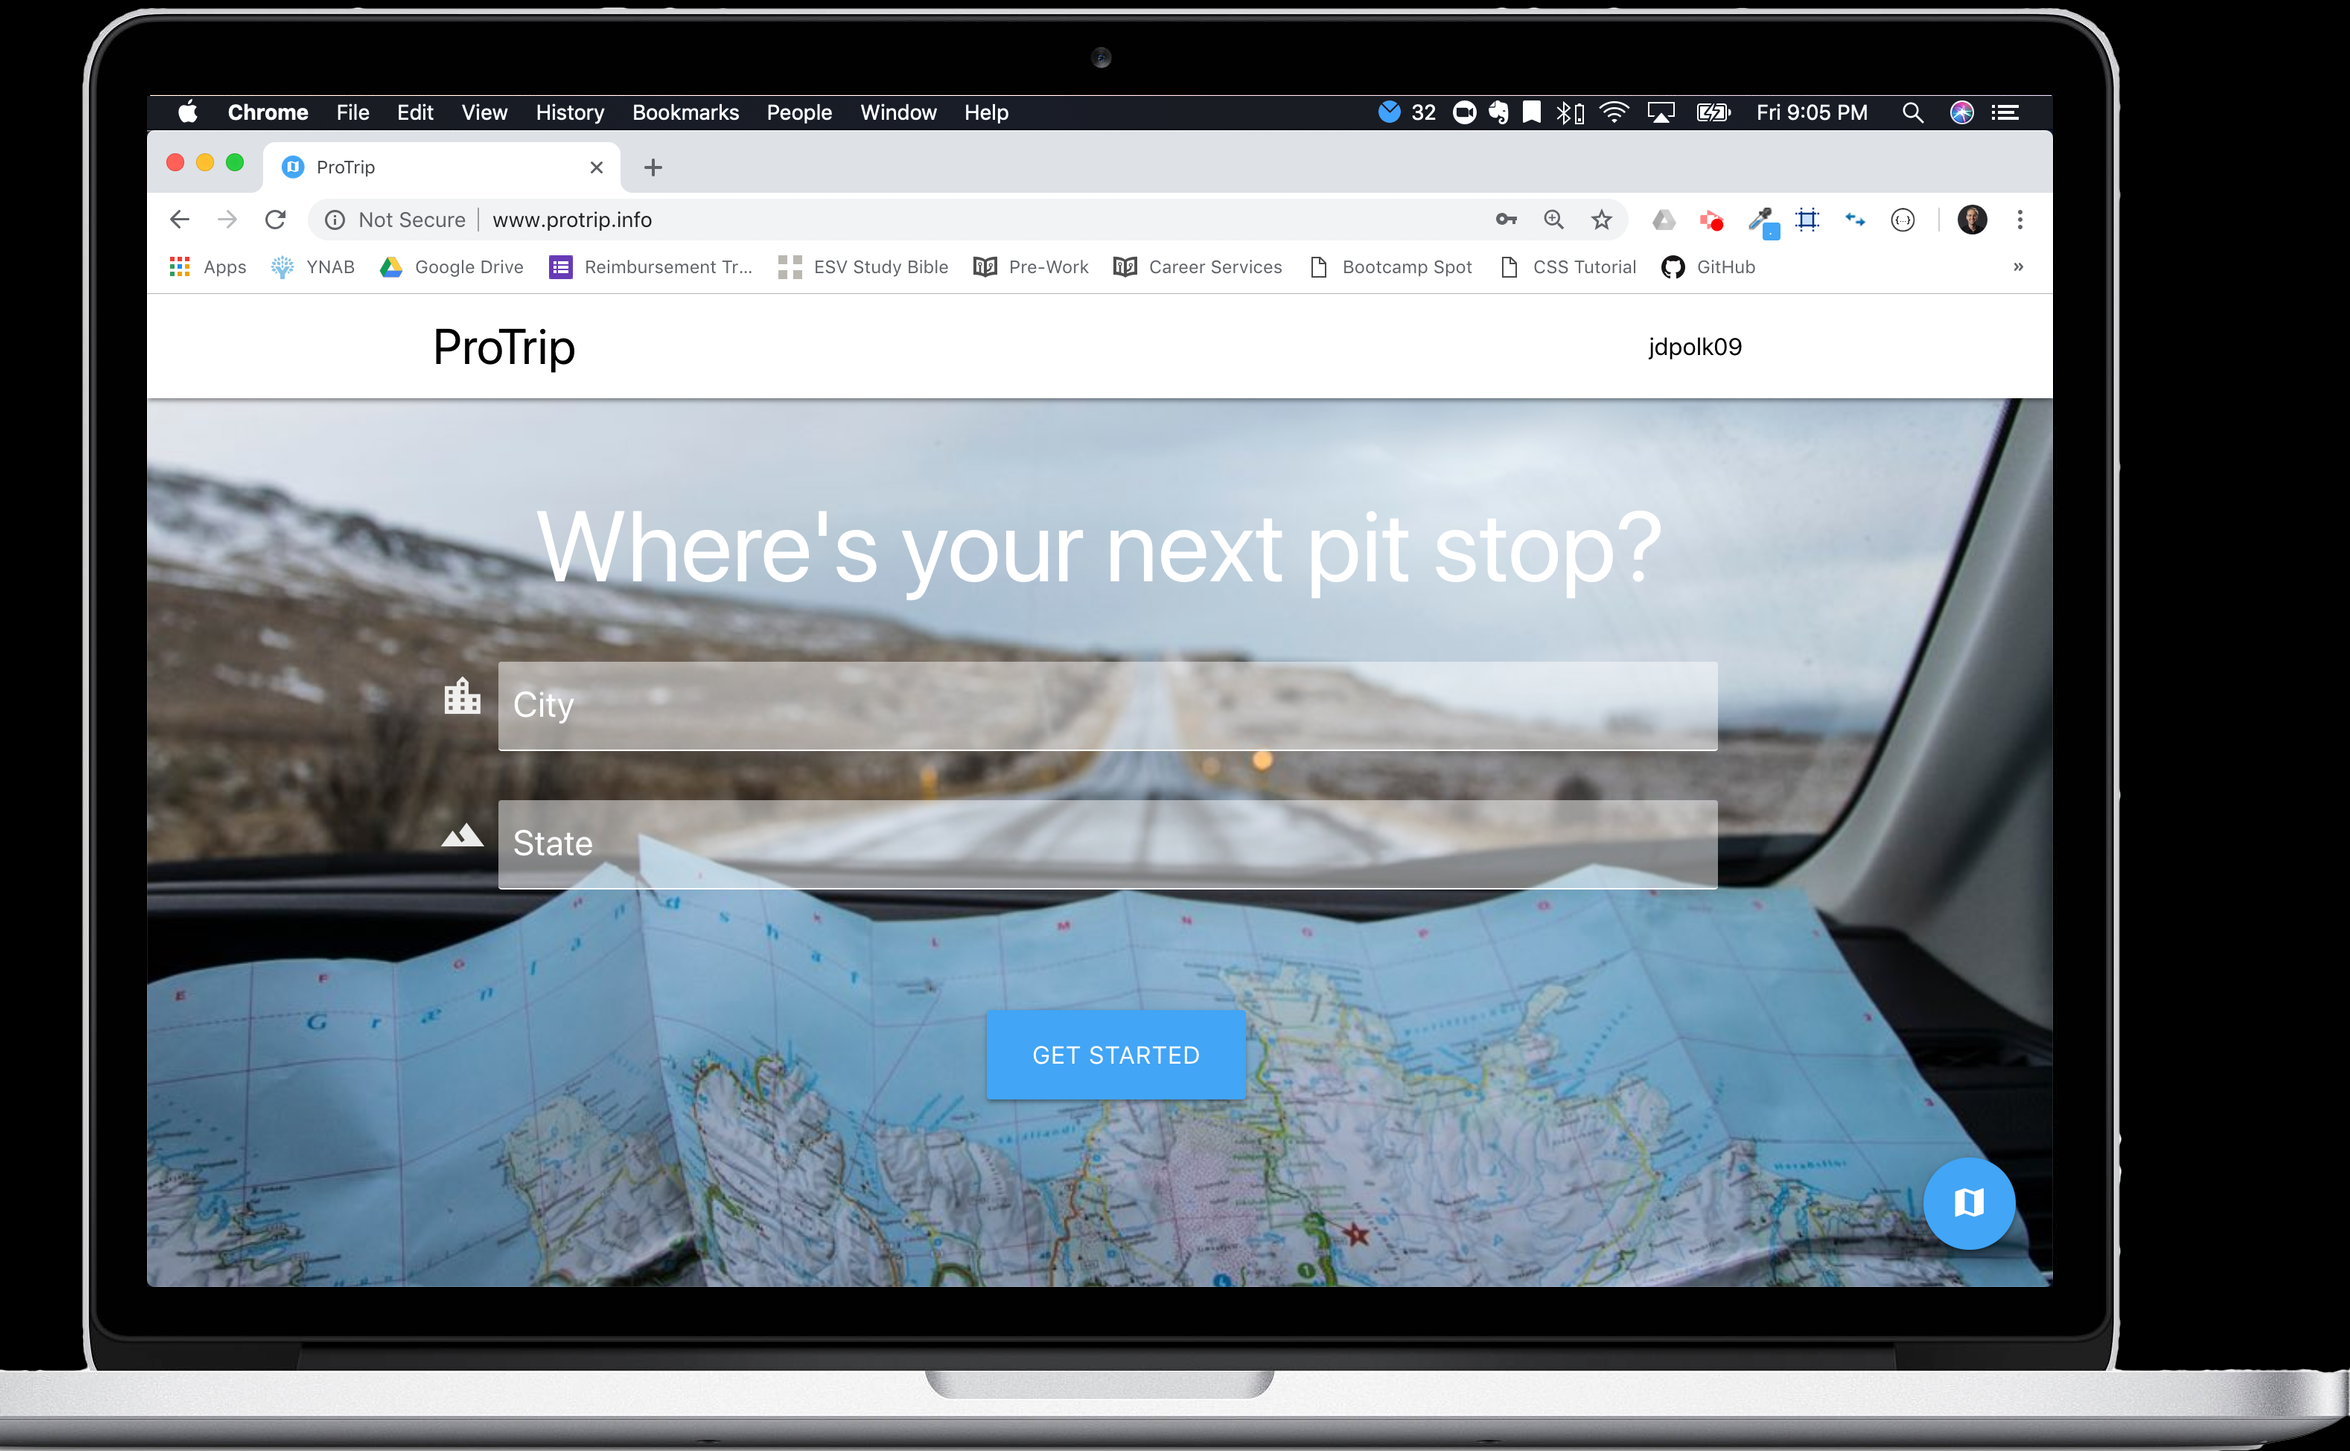 Chrome File Edit View History Bookmarks People Window Help 32 Fri 9:05 PM
ProTrip
Not Secure www.protrip.info
Apps YNAB Google Drive Reimbursement Tr... ESV Study Bible Pre-Work Career Services Bootcamp Spot CSS Tutorial GitHub »
ProTrip jdpolk09
Where's your next pit stop?
City
State
GET STARTED